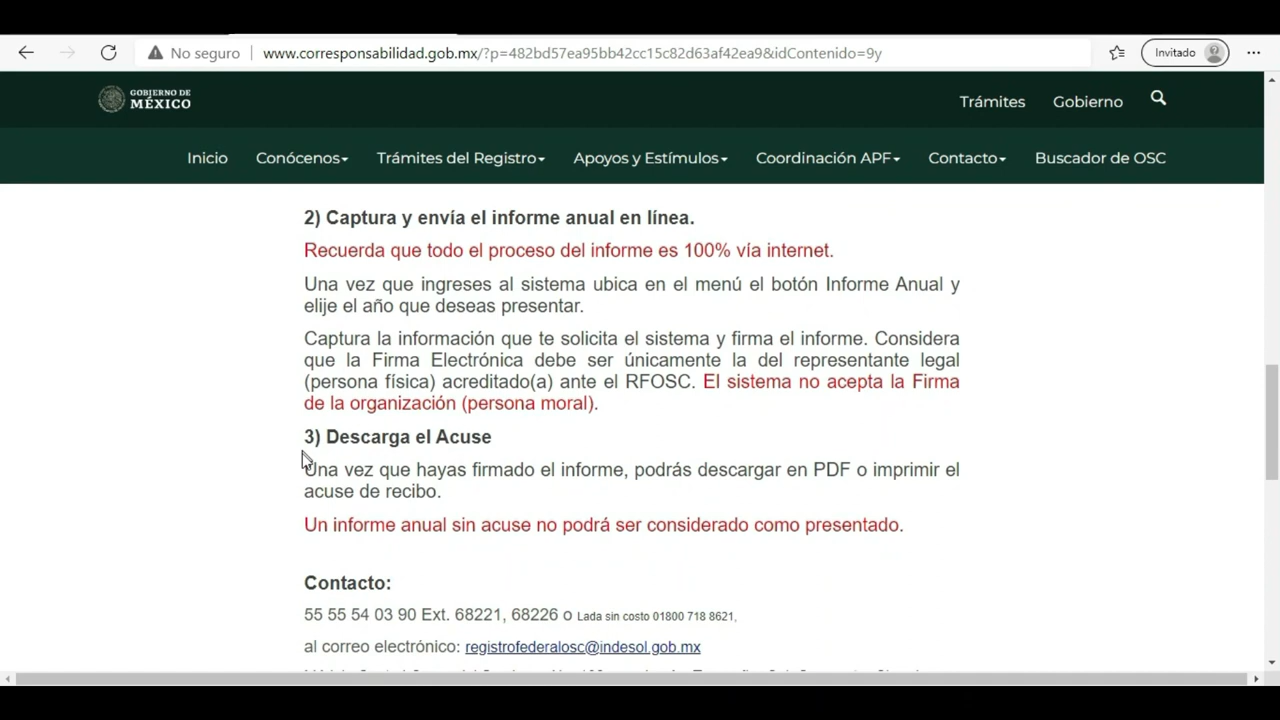 No seguro
www.corresponsabilidad.gob.mx/?p=482bd57ea95bb42cc15c82d63af42ea9&idContenido=9y
Invitado
GOBIERNO DE
MÉXICO
Trámites
Gobierno
Inicio
Conócenos
Trámites del Registro
Apoyos y Estímulos
Coordinación APF
Contacto
Buscador de OSC
2) Captura y envía el informe anual en línea.
Recuerda que todo el proceso del informe es 100% vía internet.
Una vez que ingreses al sistema ubica en el menú el botón Informe Anual y
elije el año que deseas presentar.
Captura la información que te solicita el sistema y firma el informe. Considera
que la Firma Electrónica debe ser únicamente la del representante legal
(persona física) acreditado(a) ante el RFOSC. El sistema no acepta la Firma
de la organización (persona moral).
3) Descarga el Acuse
Una vez que hayas firmado el informe, podrás descargar en PDF o imprimir el
acuse de recibo.
Un informe anual sin acuse no podrá ser considerado como presentado.
Contacto:
55 55 54 03 90 Ext. 68221, 68226 o Lada sin costo 01800 718 8621,
al correo electrónico: registrofederalosc@indesol.gob.mx